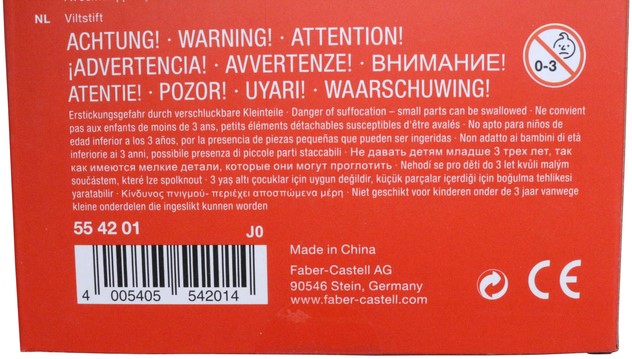 NL Viltstift
ACHTUNG! · WARNING! · ATTENTION!
¡ADVERTENCIA! · AVVERTENZE! · ВНИМАНИЕ!
ATENTIE! · POZOR! · UYARI! · WAARSCHUWING!
0-3
Erstickungsgefahr durch verschluckbare Kleinteile · Danger of suffocation – small parts can be swallowed · Ne convient
pas aux enfants de moins de 3 ans, petits éléments détachables susceptibles d'être avalés · No apto para niños de
edad inferior a los 3 años, por la presencia de piezas pequeñas que pueden ser ingeridas · Non adatto ai bambini di età
inferiorie ai 3 anni, possibile presenza di piccole parti staccabili · Не давать детям младше 3 трех лет, так
как имеются мелкие детали, которые они могут проглотить · Nehodí se pro děti do 3 let kvůli malým
součástem, které lze spolknout · 3 yaş altı çocuklar için uygun değildir, küçük parçalar içerdiği için boğulma tehlikesi
yaratabilir · Κίνδυνος πνιγμού- περιέχει αποσπώμενα μέρη · Niet geschikt voor kinderen onder de 3 jaar vanwege
kleine onderdelen die ingeslikt kunnen worden
55 42 01
J0
4 005405 542014
Made in China
Faber-Castell AG
90546 Stein, Germany
www.faber-castell.com
CE